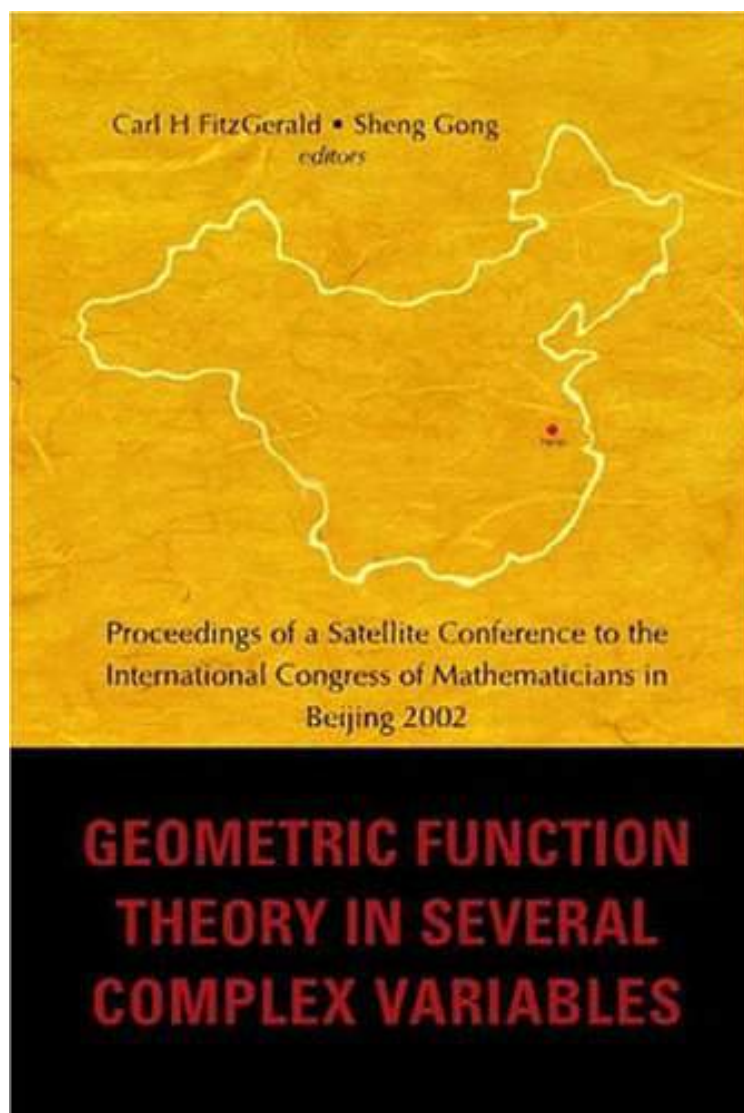 Carl H FitzGerald • Sheng Gong
editors
Proceedings of a Satellite Conference to the
International Congress of Mathematicians in
Beijing 2002
GEOMETRIC FUNCTION
THEORY IN SEVERAL
COMPLEX VARIABLES